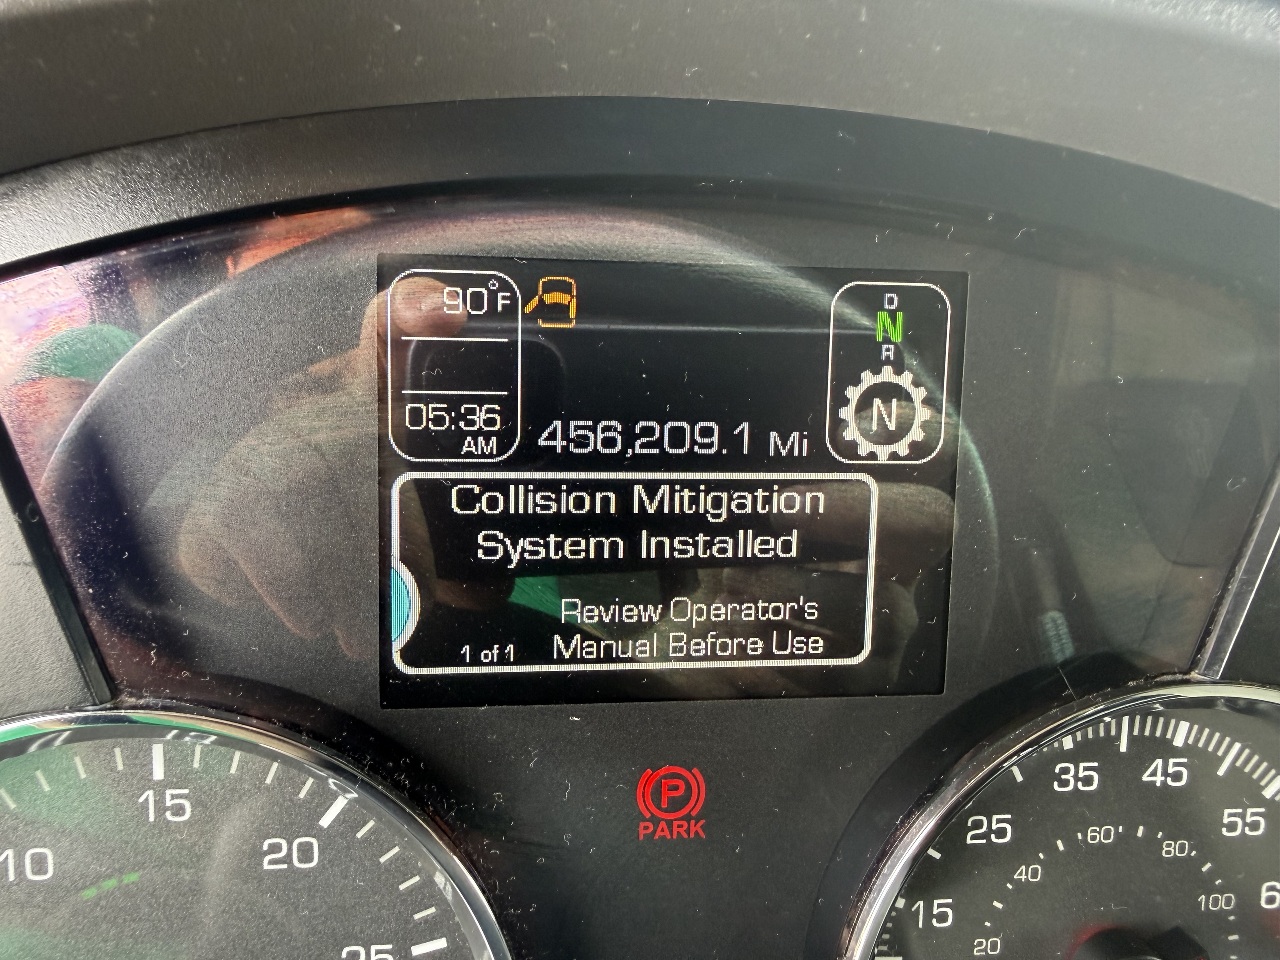 90°F
05:36
AM
456,209.1 Mi
D
N
R
N
Collision Mitigation
System Installed
Review Operator's
Manual Before Use
1 of 1
P
PARK
10
15
20
25
15
25
35
45
55
20
40
60
80
100